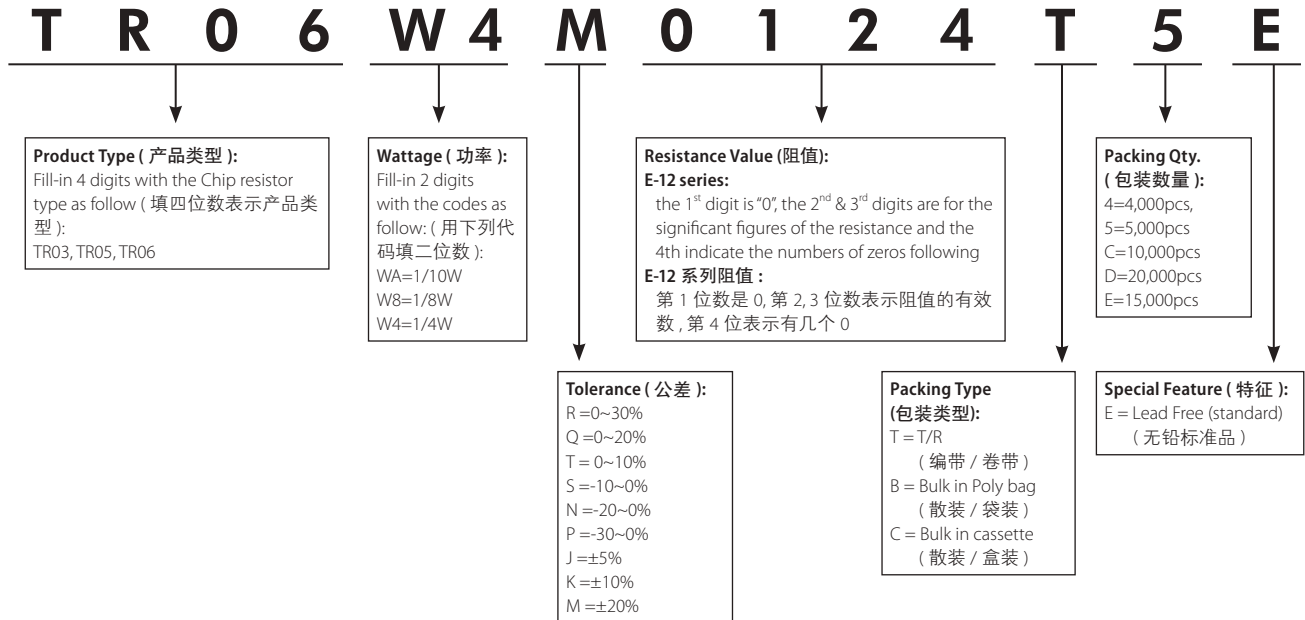 T R 0 6 W 4 M 0 1 2 4 T 5 E
Product Type ( 产品类型 ):
Fill-in 4 digits with the Chip resistor
type as follow ( 填四位数表示产品类
型 ):
TR03, TR05, TR06
Wattage ( 功率 ):
Fill-in 2 digits
with the codes as
follow: ( 用下列代
码填二位数 ):
WA=1/10W
W8=1/8W
W4=1/4W
Resistance Value (阻值):
E-12 series:
the 1st digit is "0", the 2nd & 3rd digits are for the
significant figures of the resistance and the
4th indicate the numbers of zeros following
E-12 系列阻值 :
第 1 位数是 0, 第 2, 3 位数表示阻值的有效
数 , 第 4 位表示有几个 0
Packing Qty.
( 包装数量 ):
4=4,000pcs,
5=5,000pcs
C=10,000pcs
D=20,000pcs
E=15,000pcs
Tolerance ( 公差 ):
R =0~30%
Q =0~20%
T = 0~10%
S =-10~0%
N =-20~0%
P =-30~0%
J =±5%
K =±10%
M =±20%
Packing Type
(包装类型):
T = T/R
( 编带 / 卷带 )
B = Bulk in Poly bag
( 散装 / 袋装 )
C = Bulk in cassette
( 散装 / 盒装 )
Special Feature ( 特征 ):
E = Lead Free (standard)
( 无铅标准品 )